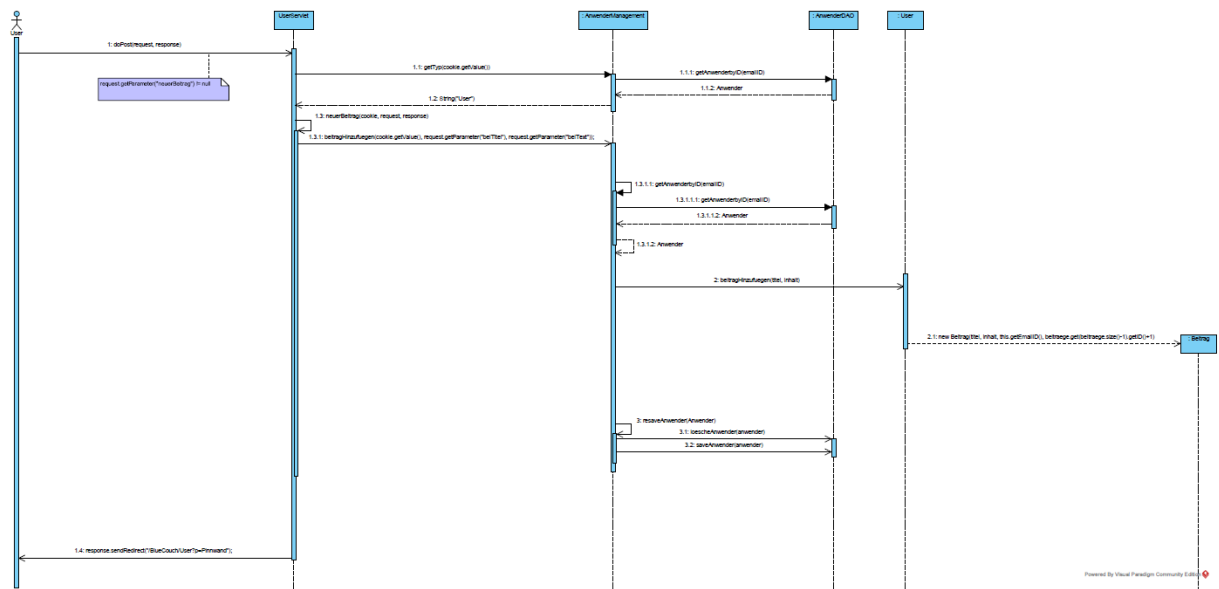 UserServlet
: AnwenderManagement
: AnwenderDAO
: User
User
1: doPost(request, response)
request.getParameter("neuerBeitrag") != null
1.1: getTyp(cookie.getValue())
1.1.1: getAnwenderbyID(emailID)
1.1.2: Anwender
1.2: String("User")
1.3: neuerBeitrag(cookie, request, response)
1.3.1: beitragHinzufuegen(cookie.getValue(), request.getParameter("beiTitel"), request.getParameter("beiText"));
1.3.1.1: getAnwenderbyID(emailID)
1.3.1.1.1: getAnwenderbyID(emailID)
1.3.1.1.2: Anwender
1.3.1.2: Anwender
2: beitragHinzufuegen(titel, inhalt)
2.1: new Beitrag(titel, inhalt, this.getEmailID(), beitraege.get(beitraege.size()-1).getID()+1)
: Beitrag
3: resaveAnwender(Anwender)
3.1: loescheAnwender(anwender)
3.2: saveAnwender(anwender)
1.4: response.sendRedirect("/BlueCouch/User?p=Pinnwand");
Powered By Visual Paradigm Community Edition